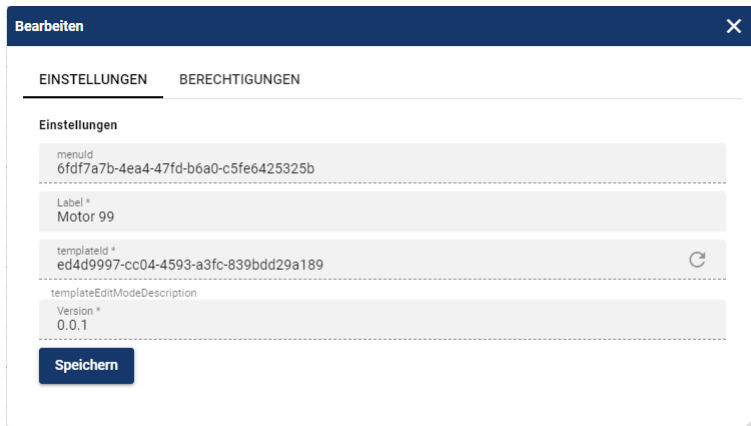 Bearbeiten
EINSTELLUNGEN BERECHTIGUNGEN
Einstellungen
menuId
6fdf7a7b-4ea4-47fd-b6a0-c5fe6425325b
Label *
Motor 99
templateId *
ed4d9997-cc04-4593-a3fc-839bdd29a189
templateEditModeDescription
Version *
0.0.1
Speichern